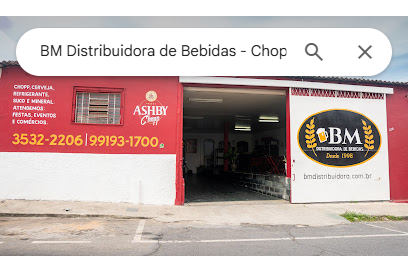 BM Distribuidora de Bebidas - Chop
CHOPP, CERVEJA,
REFRIGERANTE,
SUCO E MINERAL
ATENDEMOS:
FESTAS, EVENTOS
E COMÉRCIOS.
ASHBY
Chopp
3532-2206 | 99193-1700
BM
DISTRIBUIDORA DE BEBIDAS
Desde 1998
bmdistribuidora.com.br